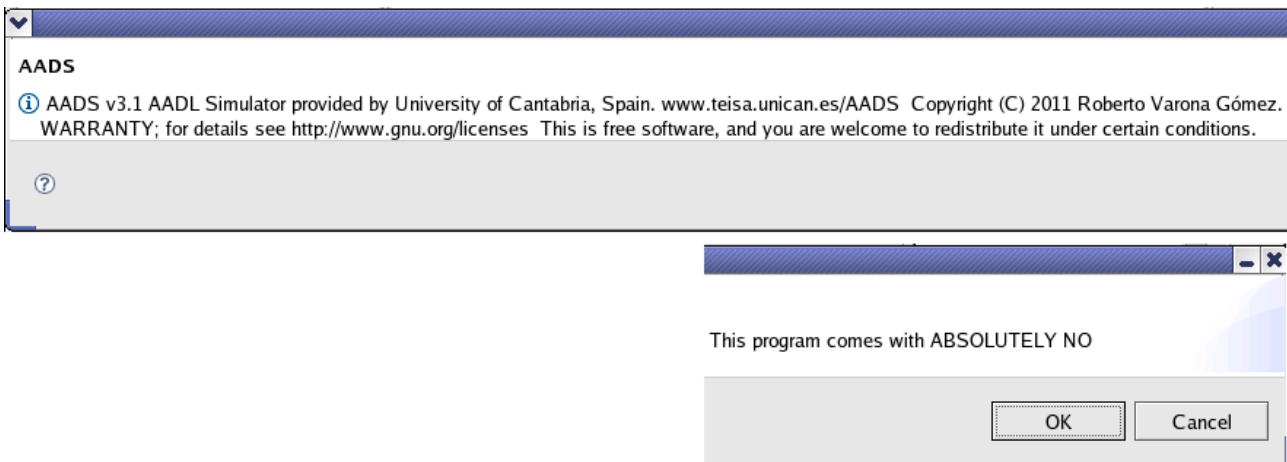 AADS
AADS v3.1 AADL Simulator provided by University of Cantabria, Spain. www.teisa.unican.es/AADS  Copyright (C) 2011 Roberto Varona Gómez.
WARRANTY; for details see http://www.gnu.org/licenses  This is free software, and you are welcome to redistribute it under certain conditions.
This program comes with ABSOLUTELY NO
OK Cancel